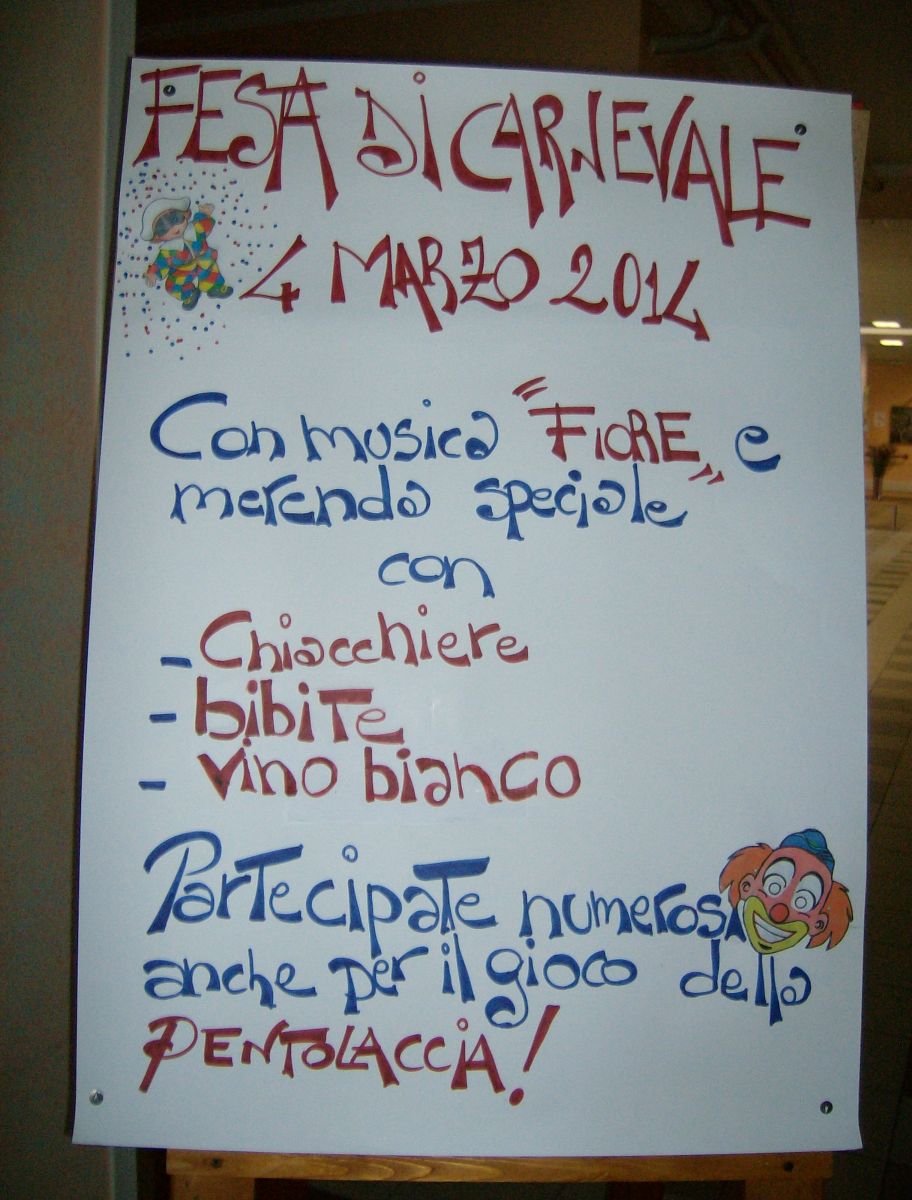 FESTA DI CARNEVALE
4 MARZO 2014
Con musica "FIORE" e
merenda speciale
con
- Chiacchiere
- bibite
- vino bianco
Partecipate numerosi
anche per il gioco della
PENTOLACCIA!